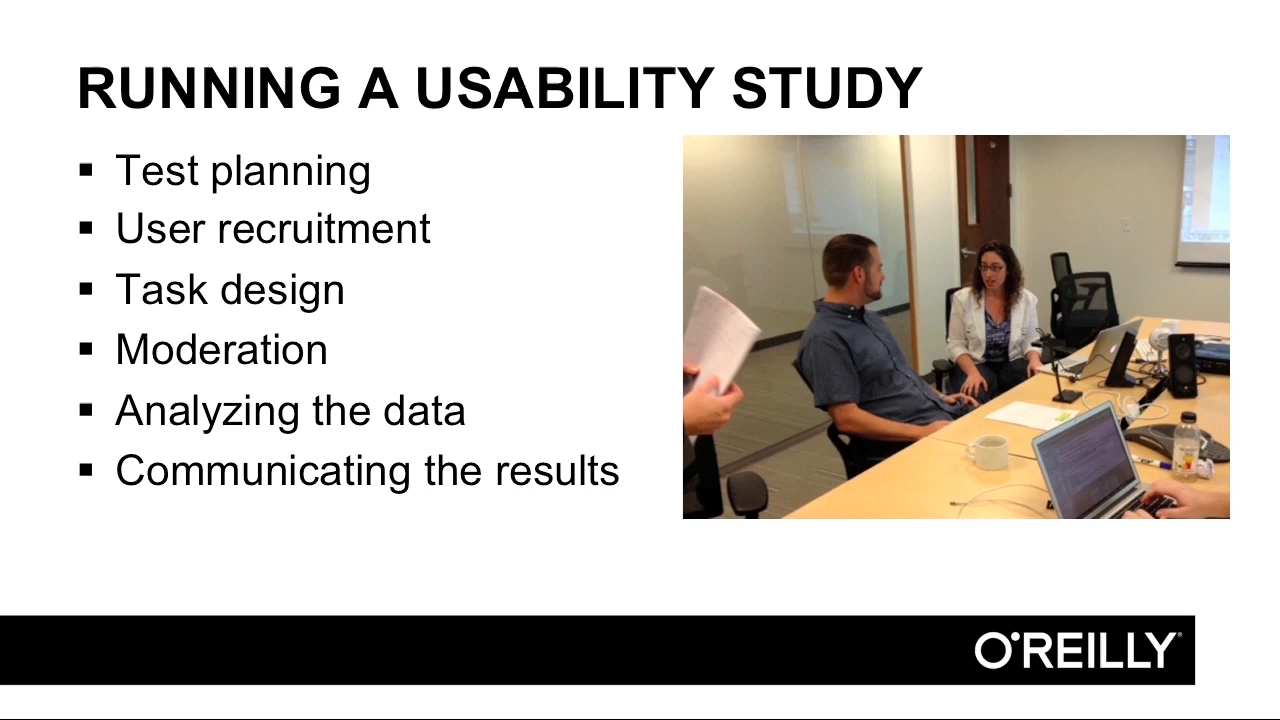 RUNNING A USABILITY STUDY
▪ Test planning
▪ User recruitment
▪ Task design
▪ Moderation
▪ Analyzing the data
▪ Communicating the results
O'REILLY®